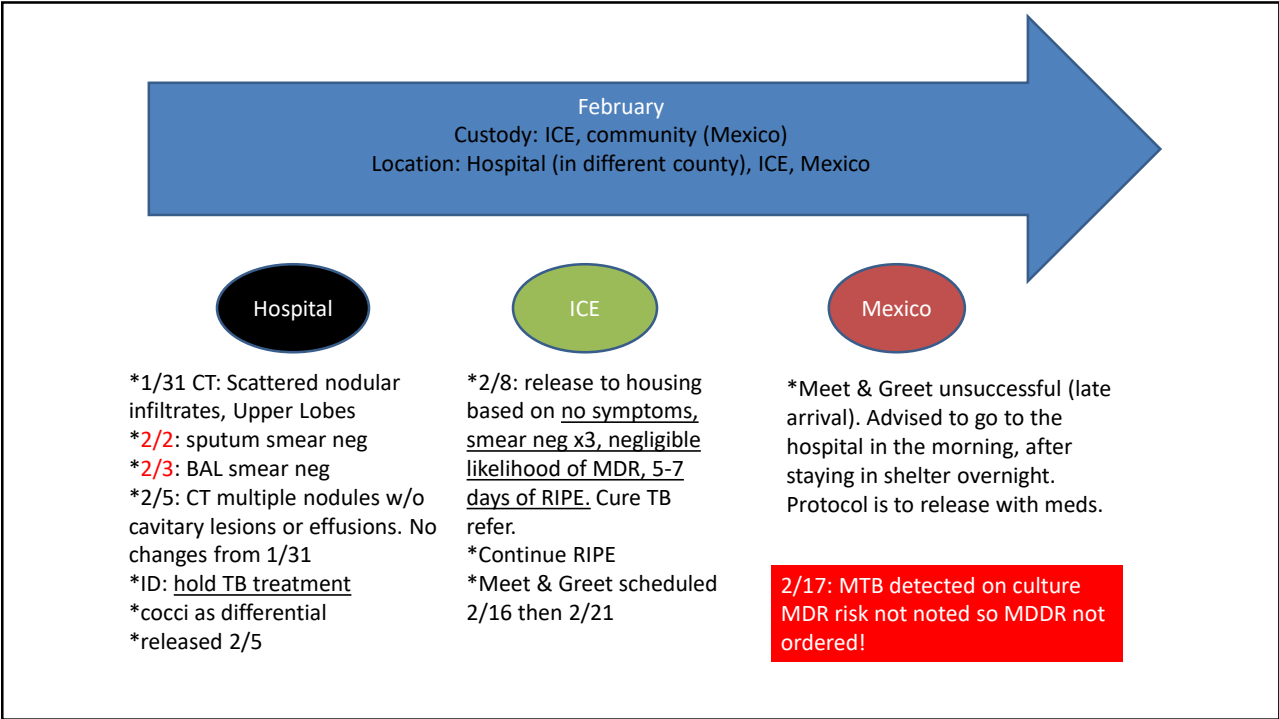 February
Custody: ICE, community (Mexico)
Location: Hospital (in different county), ICE, Mexico
Hospital
*1/31 CT: Scattered nodular
infiltrates, Upper Lobes
*2/2: sputum smear neg
*2/3: BAL smear neg
*2/5: CT multiple nodules w/o
cavitary lesions or effusions. No
changes from 1/31
*ID: hold TB treatment
*cocci as differential
*released 2/5
ICE
*2/8: release to housing
based on no symptoms,
smear neg x3, negligible
likelihood of MDR, 5-7
days of RIPE. Cure TB
refer.
*Continue RIPE
*Meet & Greet scheduled
2/16 then 2/21
Mexico
*Meet & Greet unsuccessful (late
arrival). Advised to go to the
hospital in the morning, after
staying in shelter overnight.
Protocol is to release with meds.
2/17: MTB detected on culture
MDR risk not noted so MDDR not
ordered!